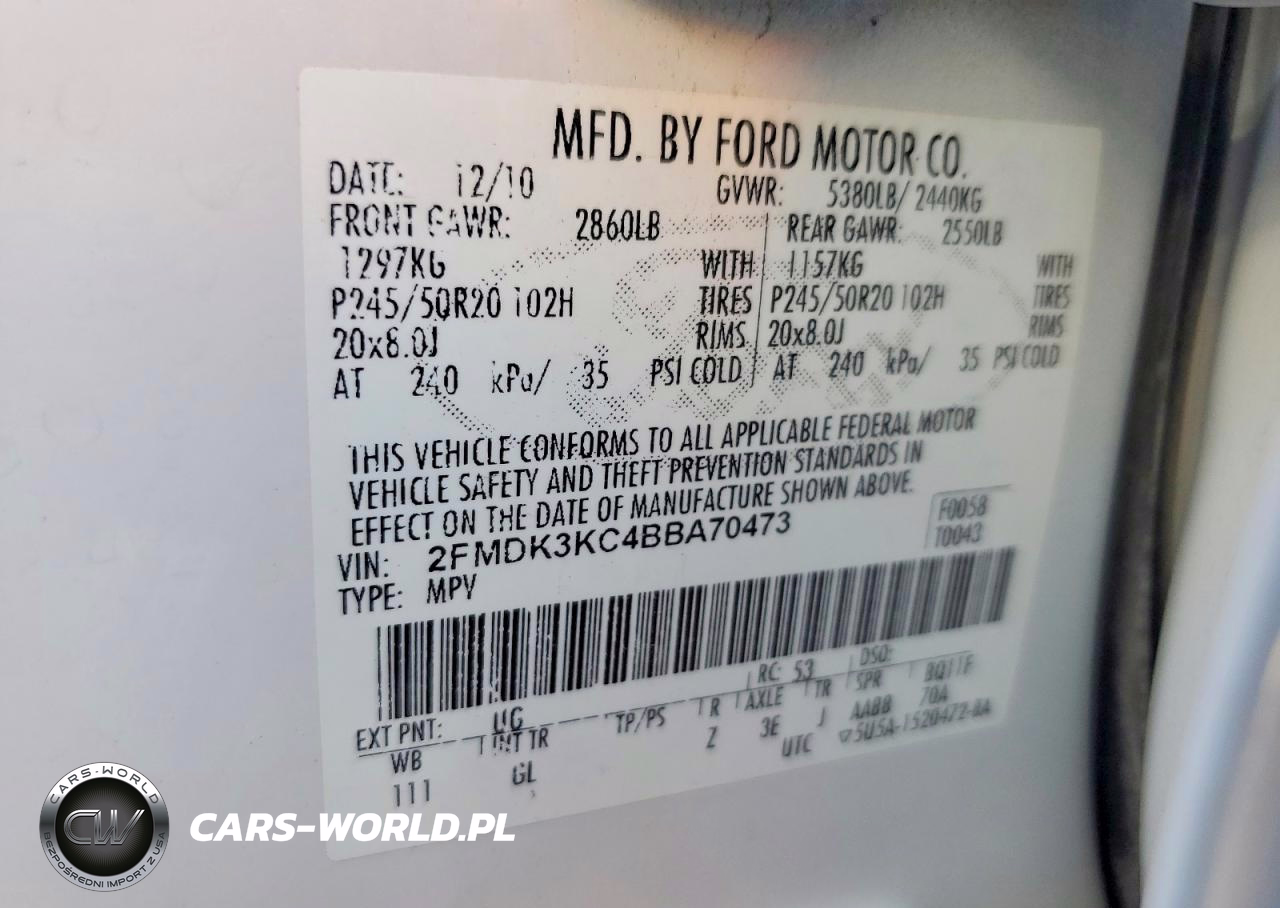 MFD. BY FORD MOTOR CO.
DATE: 12/10 GVWR: 5380LB/ 2440KG
FRONT GAWR: 2860LB REAR GAWR: 2550LB
1297KG WITH 1157KG WITH
P245/50R20 102H TIRES P245/50R20 102H TIRES
20x8.0J RIMS 20x8.0J RIMS
AT 240 kPa/ 35 PSI COLD AT 240 kPa/ 35 PSI COLD
THIS VEHICLE CONFORMS TO ALL APPLICABLE FEDERAL MOTOR
VEHICLE SAFETY AND THEFT PREVENTION STANDARDS IN
EFFECT ON THE DATE OF MANUFACTURE SHOWN ABOVE.
F0058
VIN: 2FMDK3KC4BBA70473 T0043
TYPE: MPV
RC: 53 DSO:
EXT PNT: UG
WB INT TR TP/PS R AXLE TR SPR
111 GL Z 3E J AABB 70A
UTC
CARS-WORLD
CW
BEZPOŚREDNI IMPORT Z USA
CARS-WORLD.PL